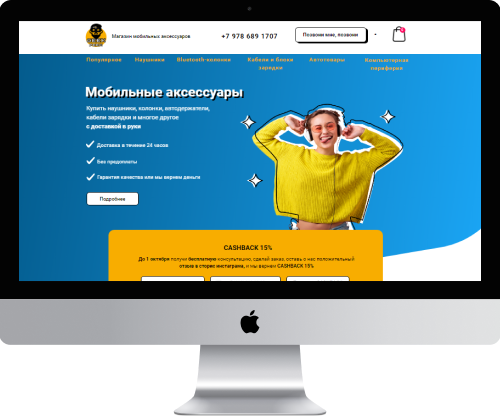 Магазин мобильных аксессуаров
+7 978 689 1707
Позвони мне, позвони
Популярное
Наушники
Bluetooth-колонки
Кабели и блоки
зарядки
Автотовары
Компьютерная
периферия
Мобильные аксессуары
Купить наушники, колонки, автодержатели,
кабели зарядки и многое другое
с доставкой в руки
Доставка в течение 24 часов
Без предоплаты
Гарантия качества или мы вернем деньги
Подробнее
CASHBACK 15%
До 1 октября получи бесплатную консультацию, сделай заказ, оставь о нас положительный
отзыв в сторис инстаграма, и мы вернем CASHBACK 15%